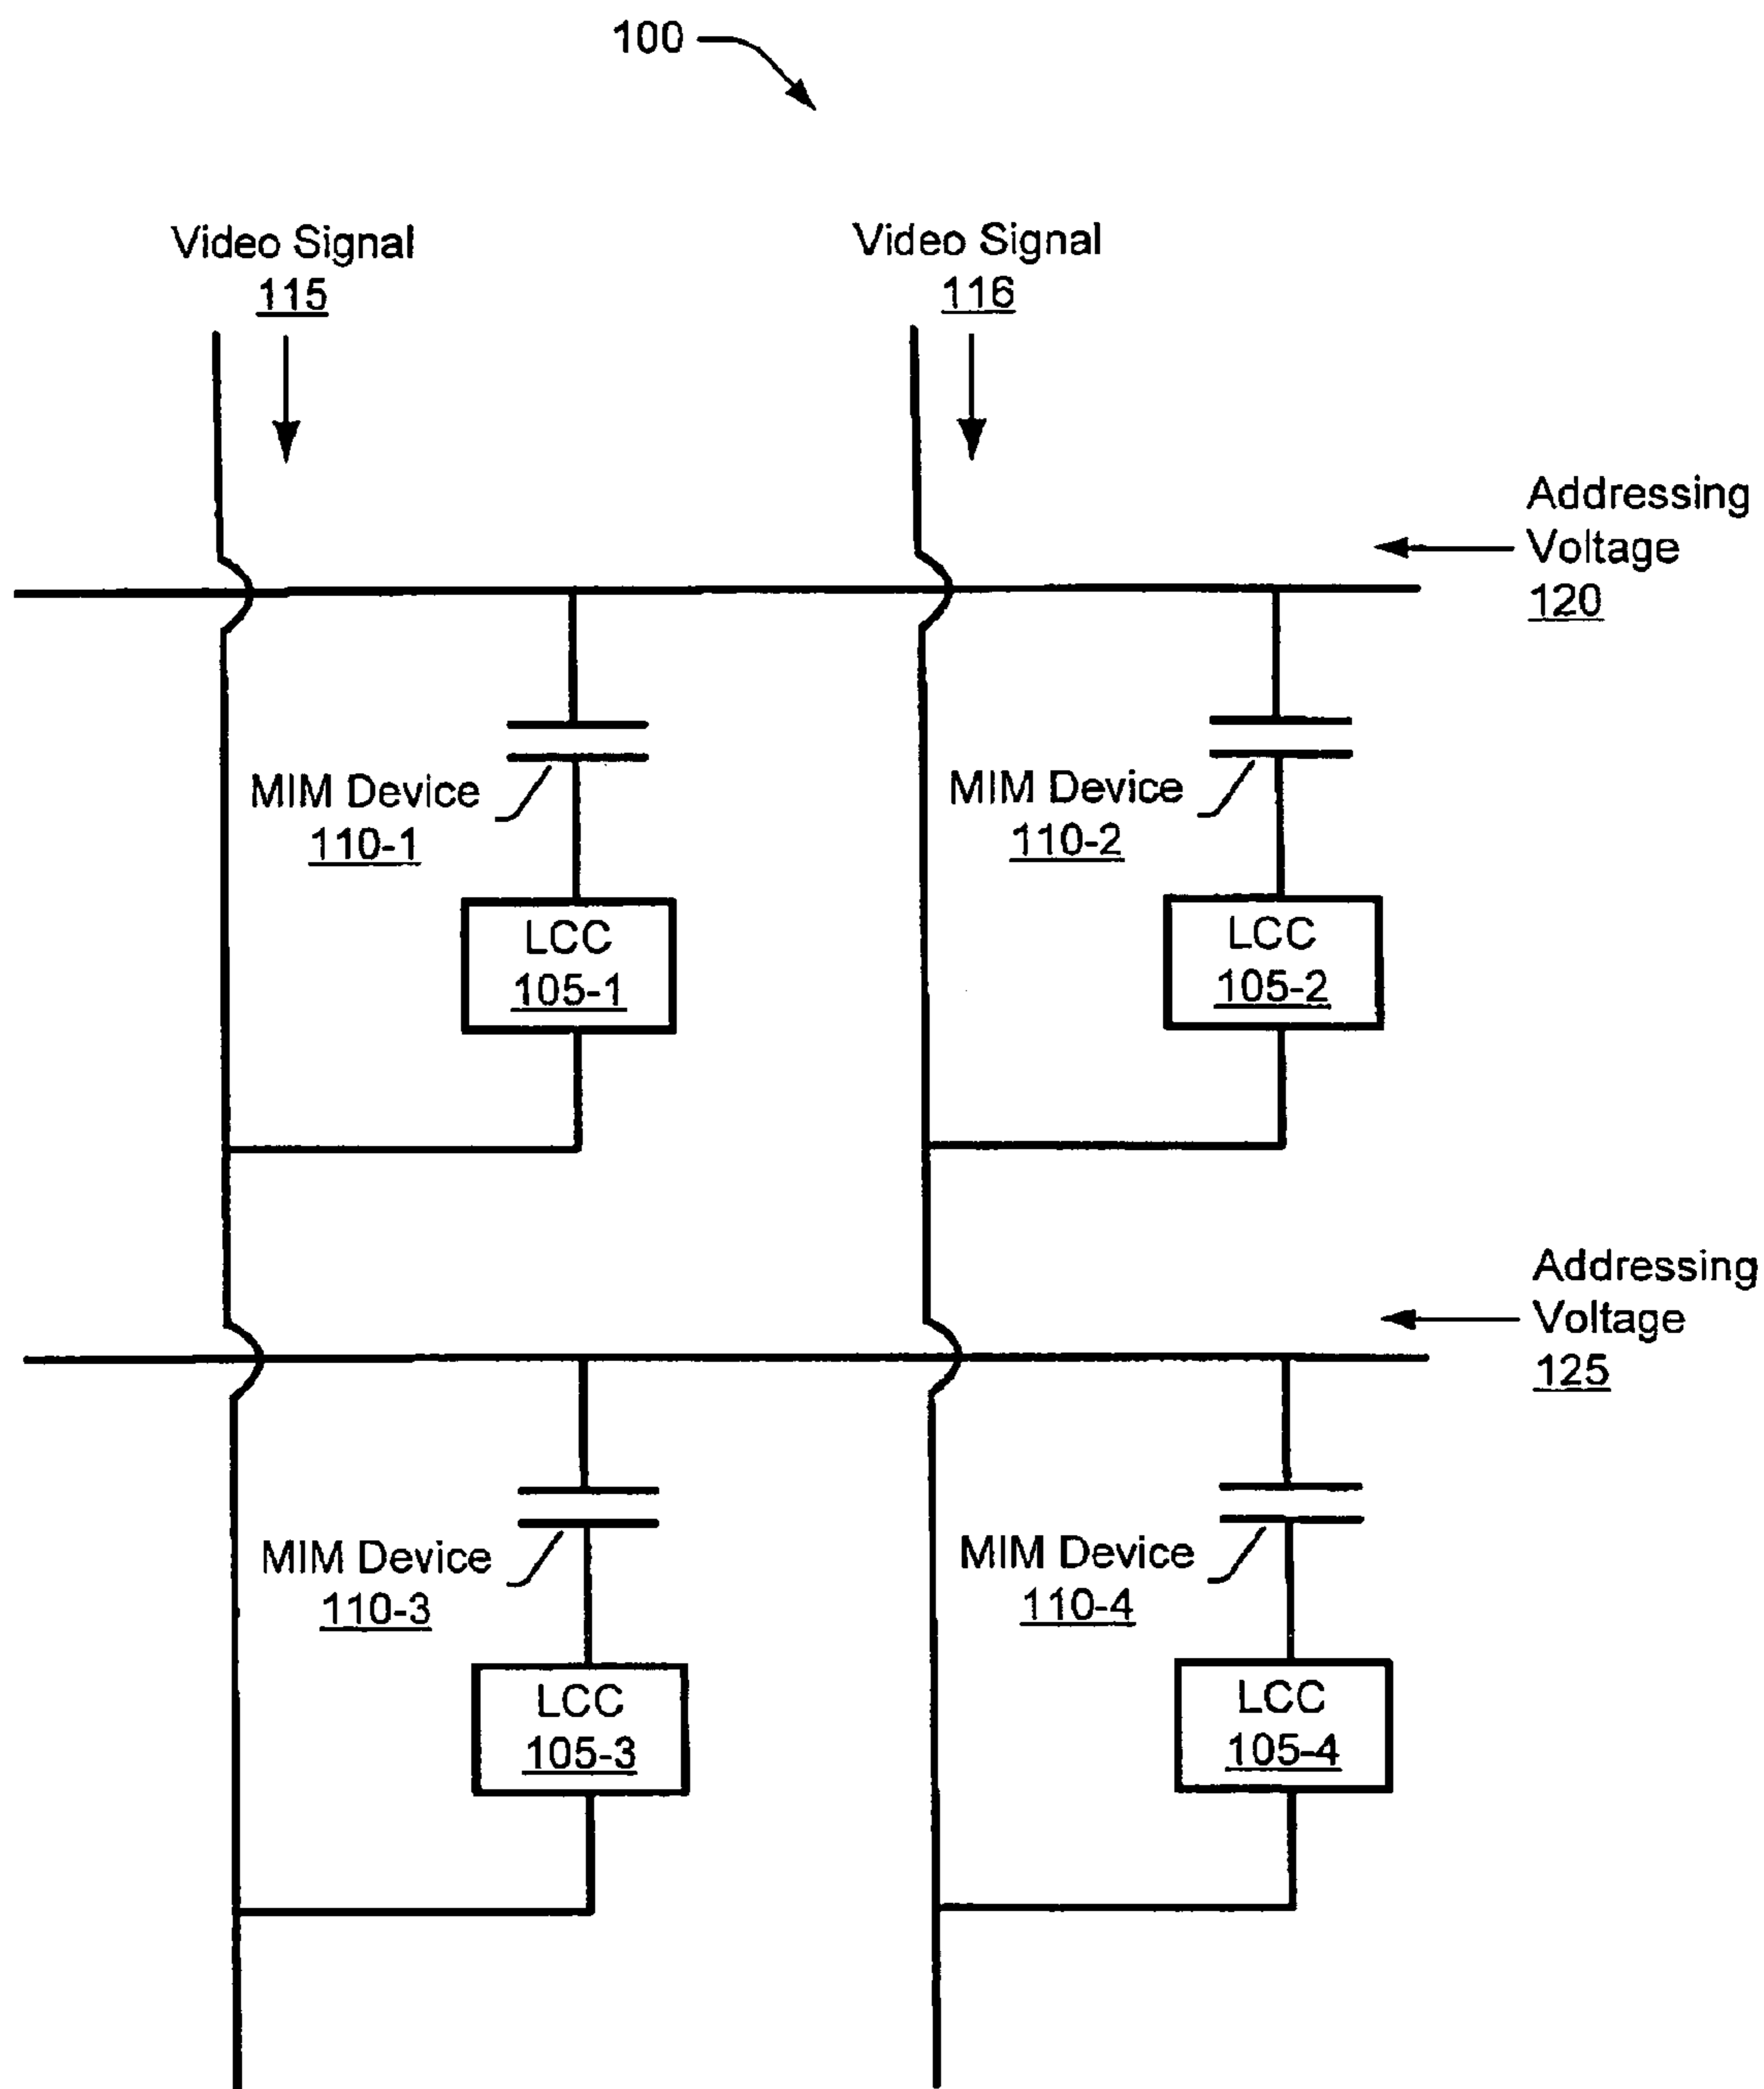 100
Video Signal
115
Video Signal
116
Addressing
Voltage
120
MIM Device
110-1
MIM Device
110-2
LCC
105-1
LCC
105-2
Addressing
Voltage
125
MIM Device
110-3
MIM Device
110-4
LCC
105-3
LCC
105-4